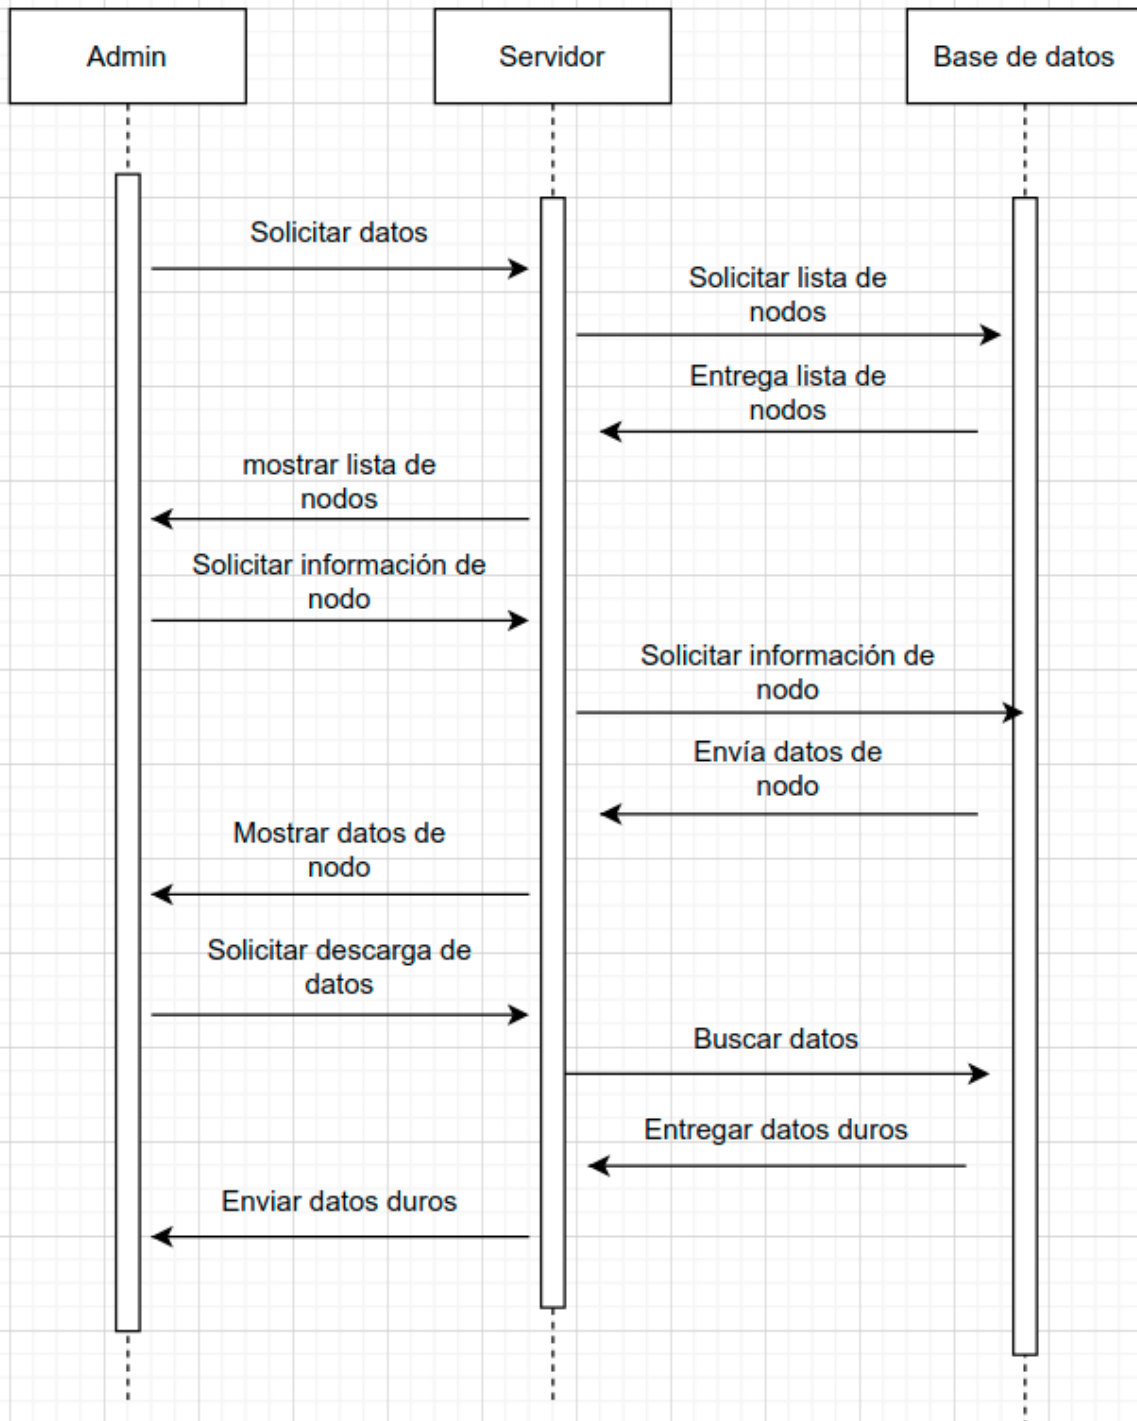 Admin
Servidor
Base de datos
Solicitar datos
Solicitar lista de
nodos
Entrega lista de
nodos
mostrar lista de
nodos
Solicitar información de
nodo
Solicitar información de
nodo
Envía datos de
nodo
Mostrar datos de
nodo
Solicitar descarga de
datos
Buscar datos
Entregar datos duros
Enviar datos duros